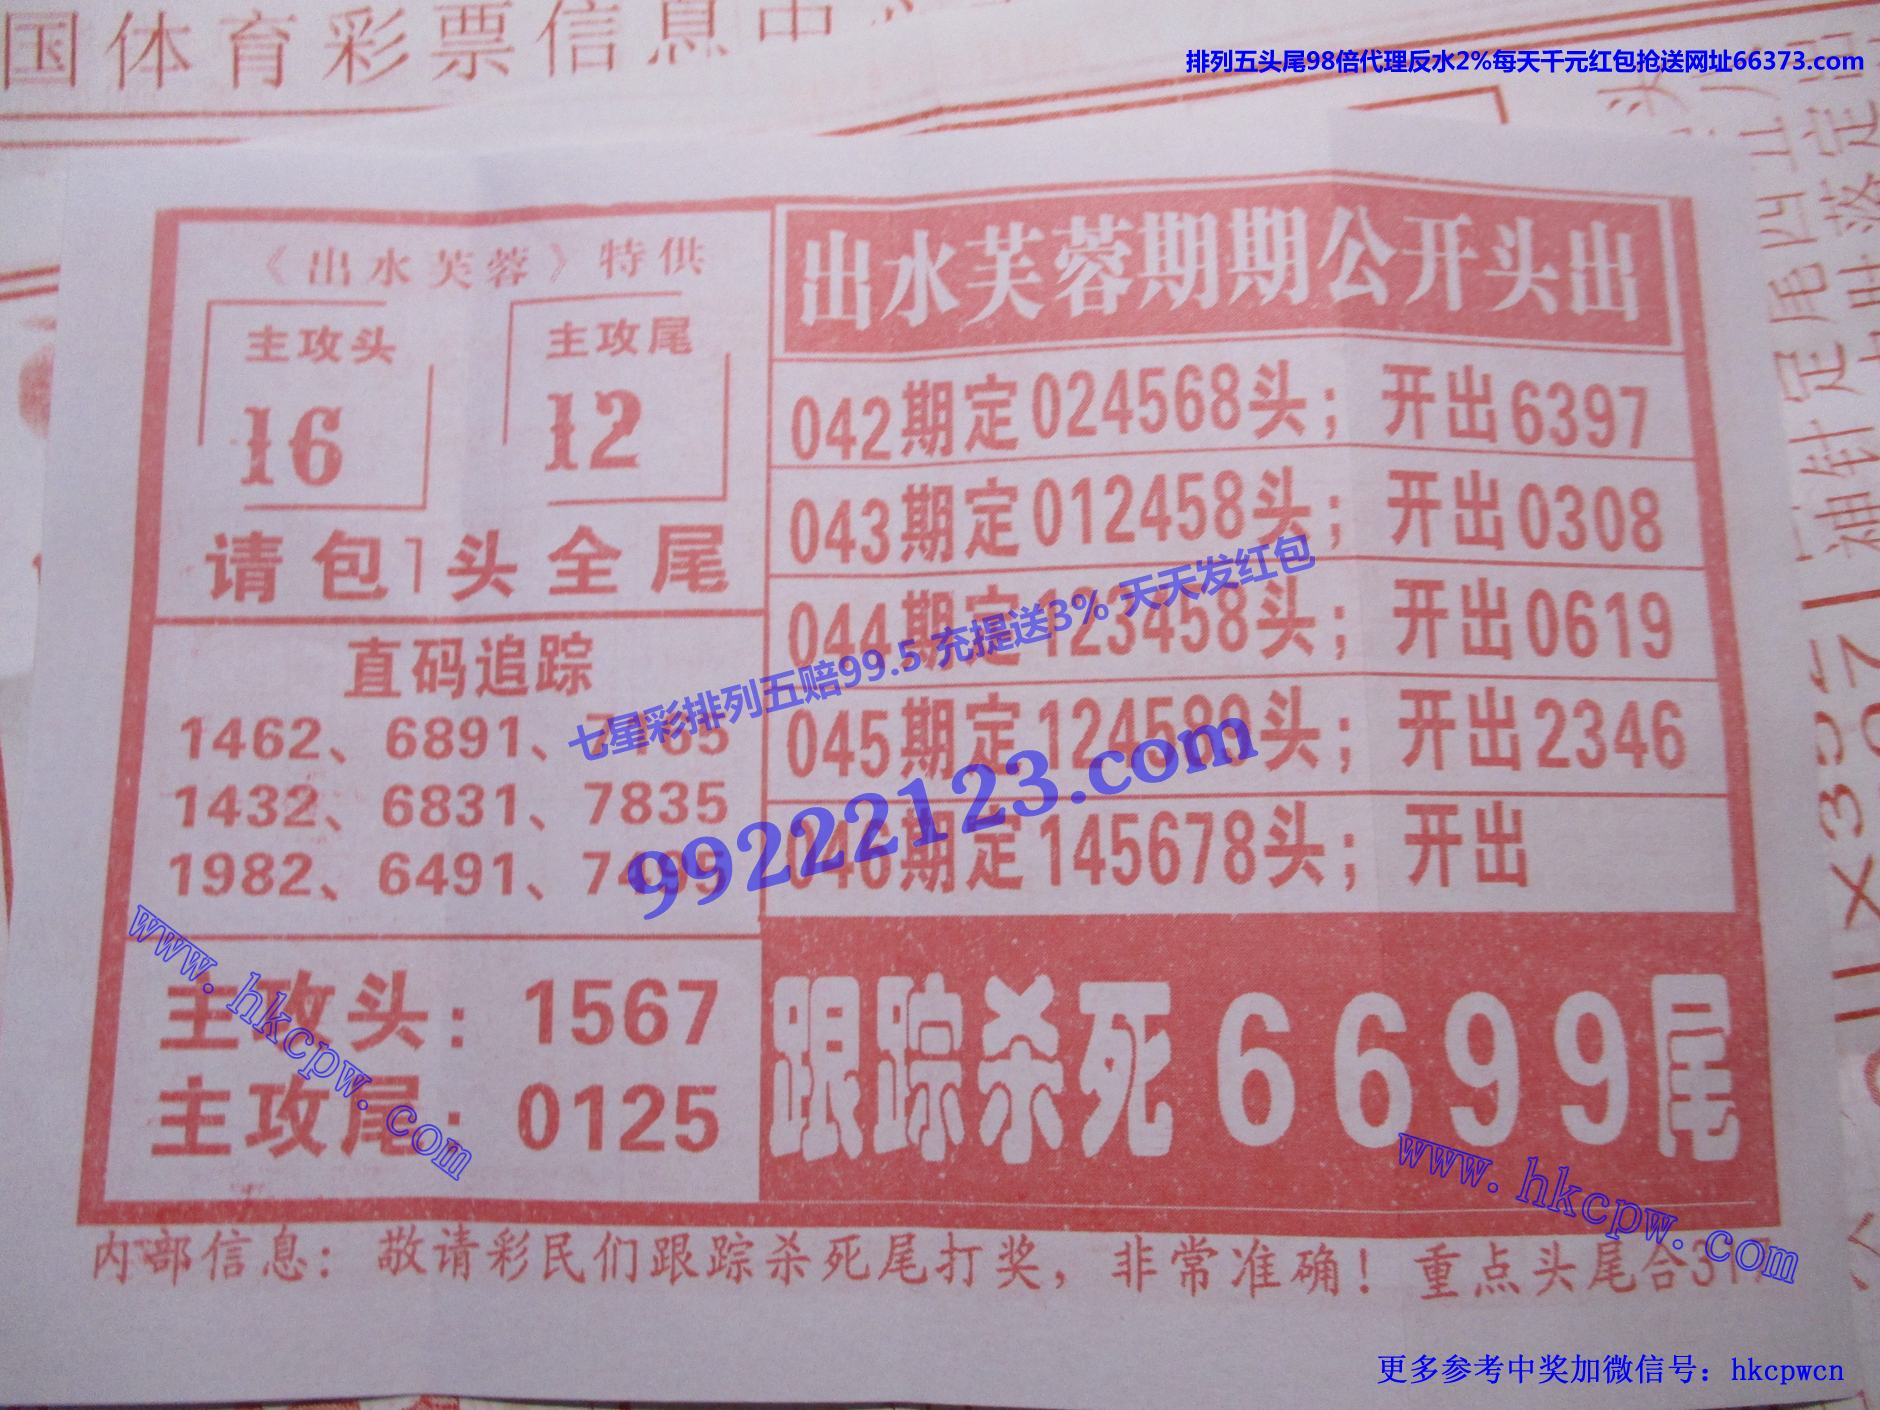 国体育彩票信息中
排列五头尾98倍代理反水2%每天千元红包抢送网址66373.com
《出水芙蓉》特供
主攻头
16
主攻尾
12
请包1头全尾
直码追踪
1462、6891、7465
1432、6831、7835
1982、6491、7495
主攻头：1567
主攻尾：0125
出水芙蓉期期公开头出
042期定024568头；开出6397
043期定012458头；开出0308
044期定123458头；开出0619
045期定124589头；开出2346
046期定145678头；开出
跟踪杀死6699尾
内部信息：敬请彩民们跟踪杀死尾打奖，非常准确！重点头尾合317
七星彩排列五赔99.5 充提送3% 天天发红包
99222123.com
www.hkcpw.com
www.hkcpw.com
更多参考中奖加微信号：hkcpwcn